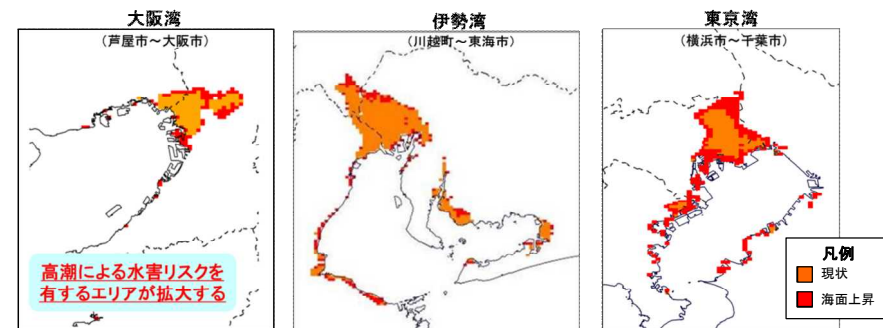 大阪湾
(芦屋市～大阪市)
伊勢湾
(川越町～東海市)
東京湾
(横浜市～千葉市)
高潮による水害リスクを
有するエリアが拡大する
凡例
現状
海面上昇